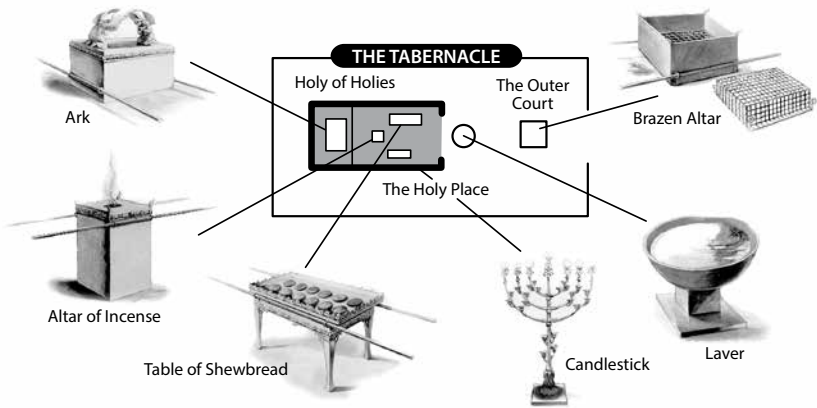 THE TABERNACLE
Holy of Holies
The Outer
Court
Ark
Brazen Altar
The Holy Place
Altar of Incense
Table of Shewbread
Candlestick
Laver